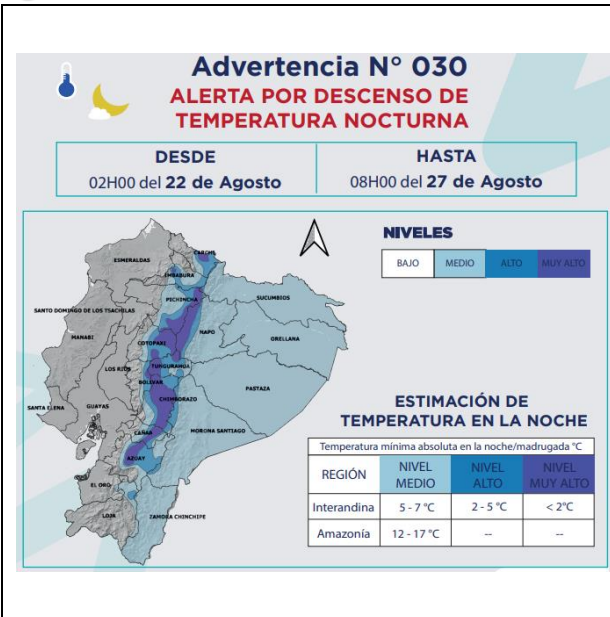 Advertencia N° 030
ALERTA POR DESCENSO DE
TEMPERATURA NOCTURNA
DESDE
02H00 del 22 de Agosto
HASTA
08H00 del 27 de Agosto
NIVELES
BAJO MEDIO ALTO MUY ALTO
CARCHI
ESMERALDAS
IMBABURA
PICHINCHA
SUCUMBIOS
SANTO DOMINGO DE LOS TSACHILAS
NAPO
MANABI
COTOPAXI
ORELLANA
LOS RIOS
TUNGURAHUA
BOLIVAR
PASTAZA
CHIMBORAZO
SANTA ELENA
GUAYAS
CAÑAR
MORONA SANTIAGO
AZUAY
EL ORO
LOJA
ZAMORA CHINCHIPE
ESTIMACIÓN DE
TEMPERATURA EN LA NOCHE
Temperatura mínima absoluta en la noche/madrugada °C
REGIÓN NIVEL MEDIO NIVEL ALTO NIVEL MUY ALTO
Interandina 5 - 7 °C 2 - 5 °C < 2°C
Amazonía 12 - 17 °C -- --